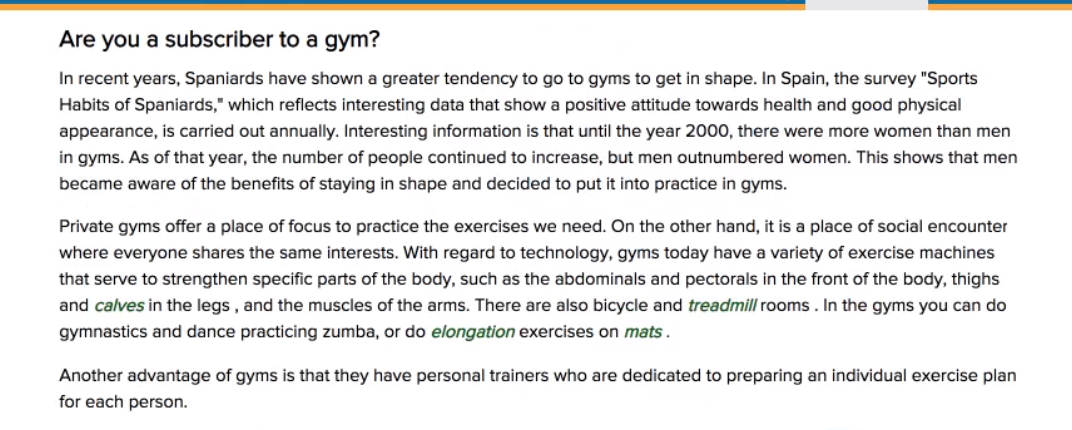 Are you a subscriber to a gym?
In recent years, Spaniards have shown a greater tendency to go to gyms to get in shape. In Spain, the survey "Sports
Habits of Spaniards," which reflects interesting data that show a positive attitude towards health and good physical
appearance, is carried out annually. Interesting information is that until the year 2000, there were more women than men
in gyms. As of that year, the number of people continued to increase, but men outnumbered women. This shows that men
became aware of the benefits of staying in shape and decided to put it into practice in gyms.
Private gyms offer a place of focus to practice the exercises we need. On the other hand, it is a place of social encounter
where everyone shares the same interests. With regard to technology, gyms today have a variety of exercise machines
that serve to strengthen specific parts of the body, such as the abdominals and pectorals in the front of the body, thighs
and calves in the legs , and the muscles of the arms. There are also bicycle and treadmill rooms . In the gyms you can do
gymnastics and dance practicing zumba, or do elongation exercises on mats .
Another advantage of gyms is that they have personal trainers who are dedicated to preparing an individual exercise plan
for each person.